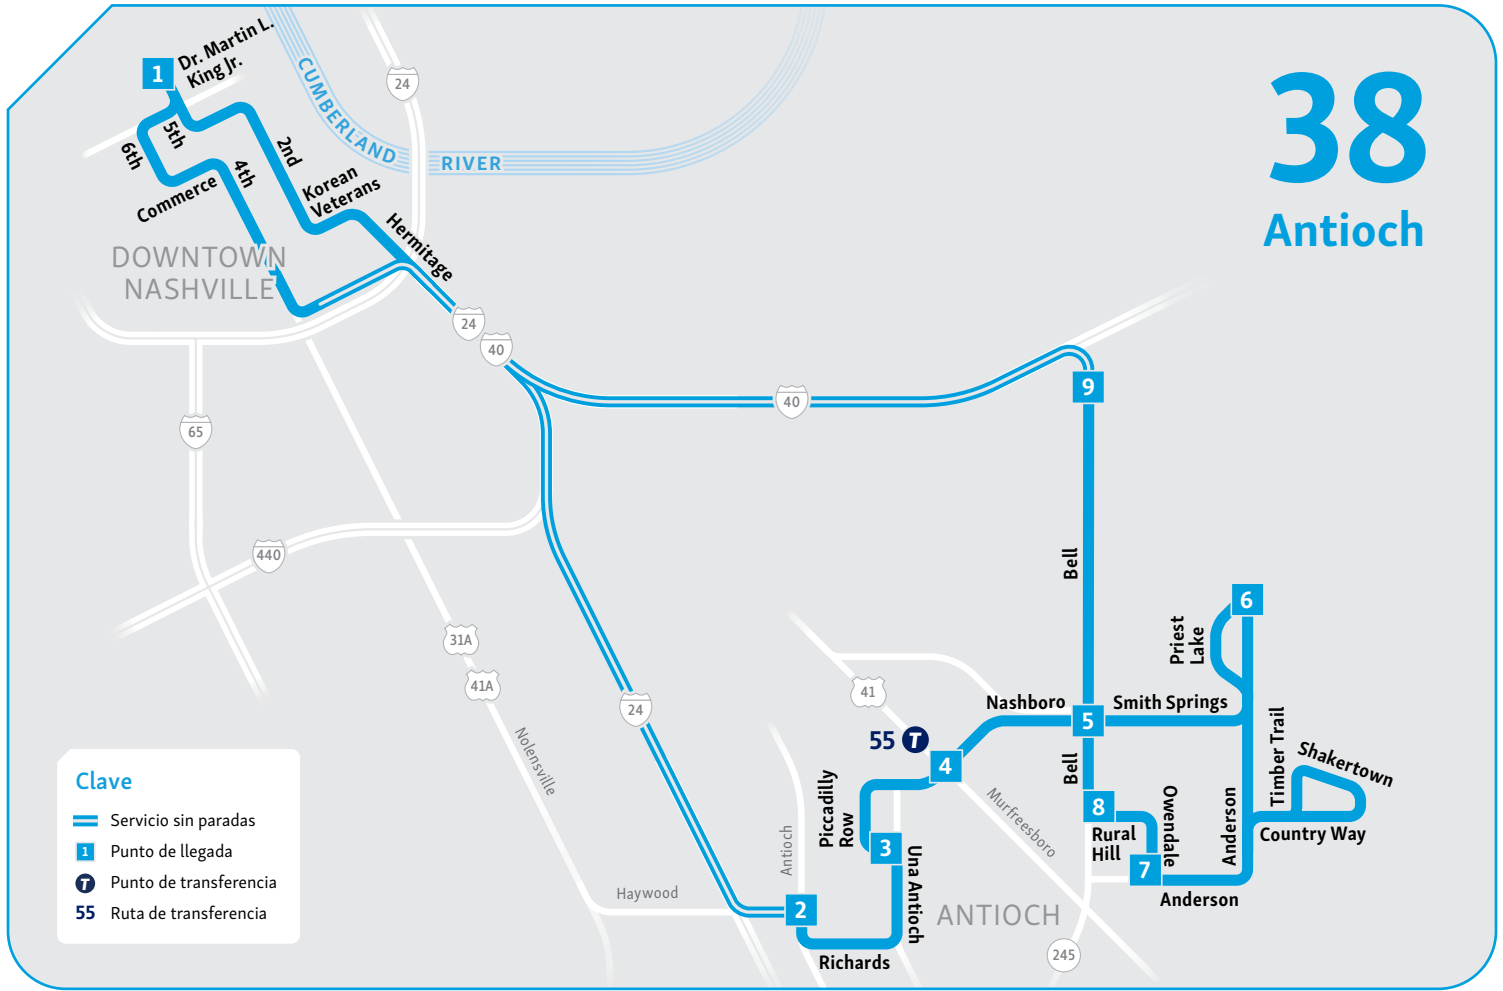 38
Antioch
1
Dr. Martin L.
King Jr.
5th
6th
2nd
4th
Commerce
Korean
Veterans
Hermitage
CUMBERLAND
RIVER
24
DOWNTOWN
NASHVILLE
24
40
40
65
440
9
Bell
31A
41A
Nolensville
24
6
Priest
Lake
41
Nashboro
5
Smith Springs
55
T
4
Bell
Timber Trail
Shakertown
Piccadilly
Row
Murfreesboro
8
Rural
Hill
Owendale
Anderson
Country Way
3
Una Antioch
7
Anderson
Antioch
Haywood
2
ANTIOCH
Richards
245
Clave
Servicio sin paradas
1 Punto de llegada
T Punto de transferencia
55 Ruta de transferencia